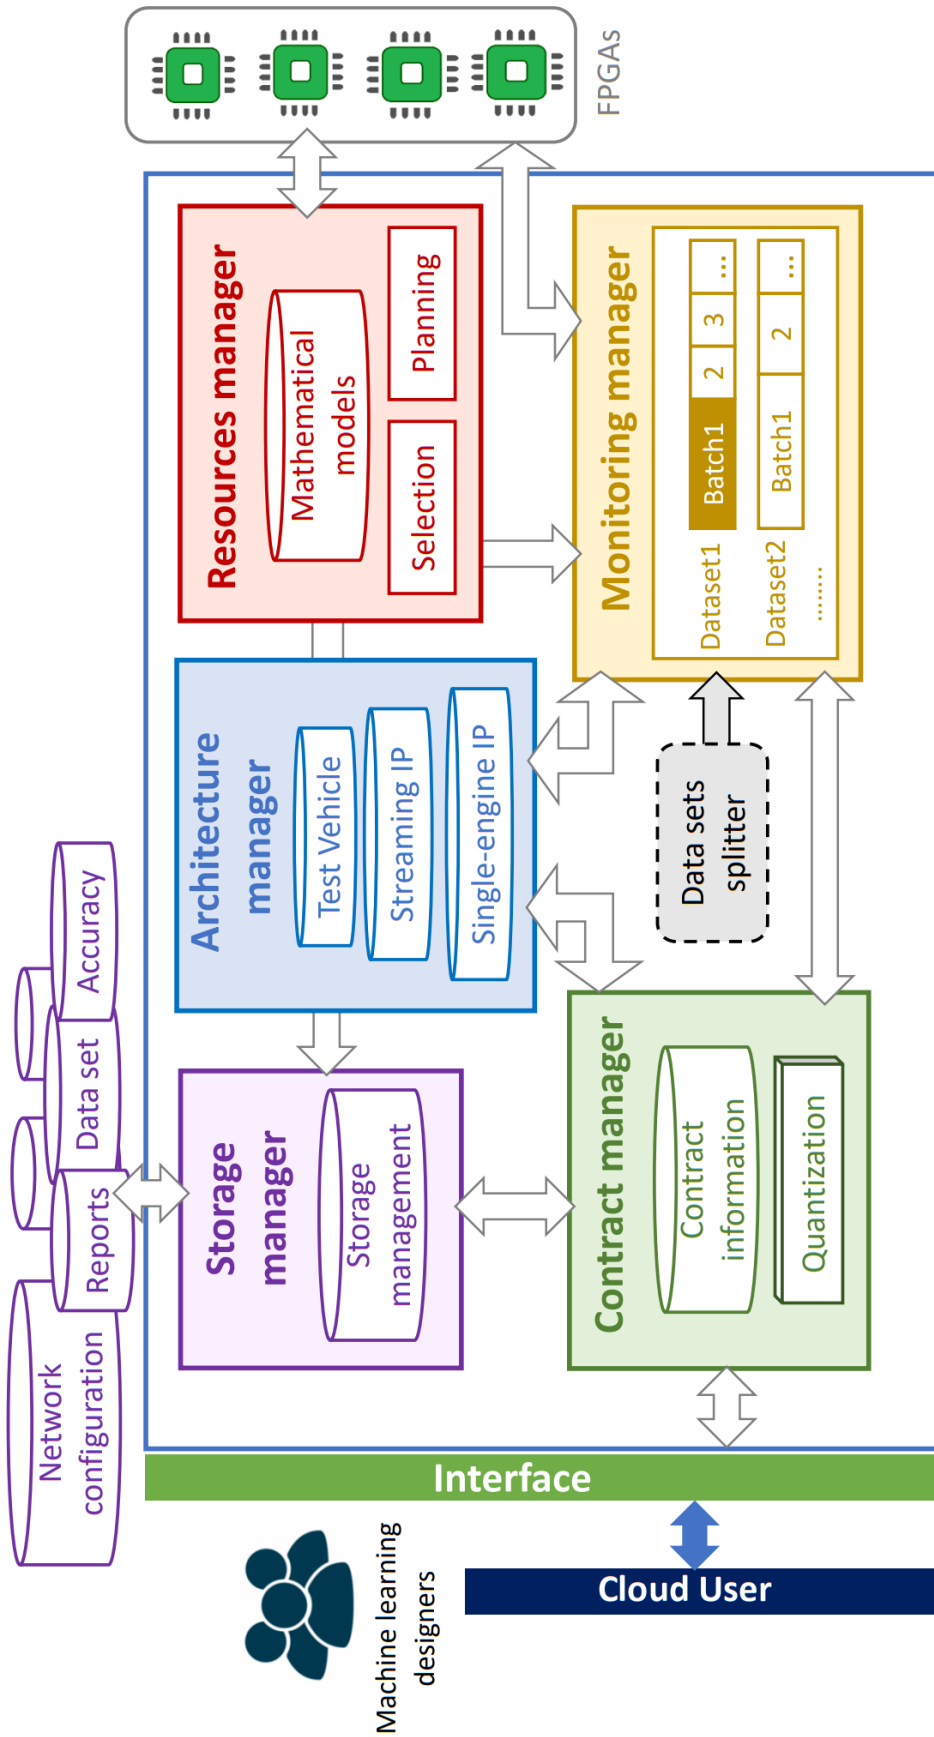 Network
configuration
Reports
Data set
Accuracy
Storage
manager
Storage
management
Architecture
manager
Test Vehicle
Streaming IP
Single-engine IP
Resources manager
Mathematical
models
Selection
Planning
FPGAs
Contract manager
Contract
information
Quantization
Data sets
splitter
Monitoring manager
Dataset1
Batch1
2
3
...
Dataset2
Batch1
2
...
........
Interface
Machine learning
designers
Cloud User